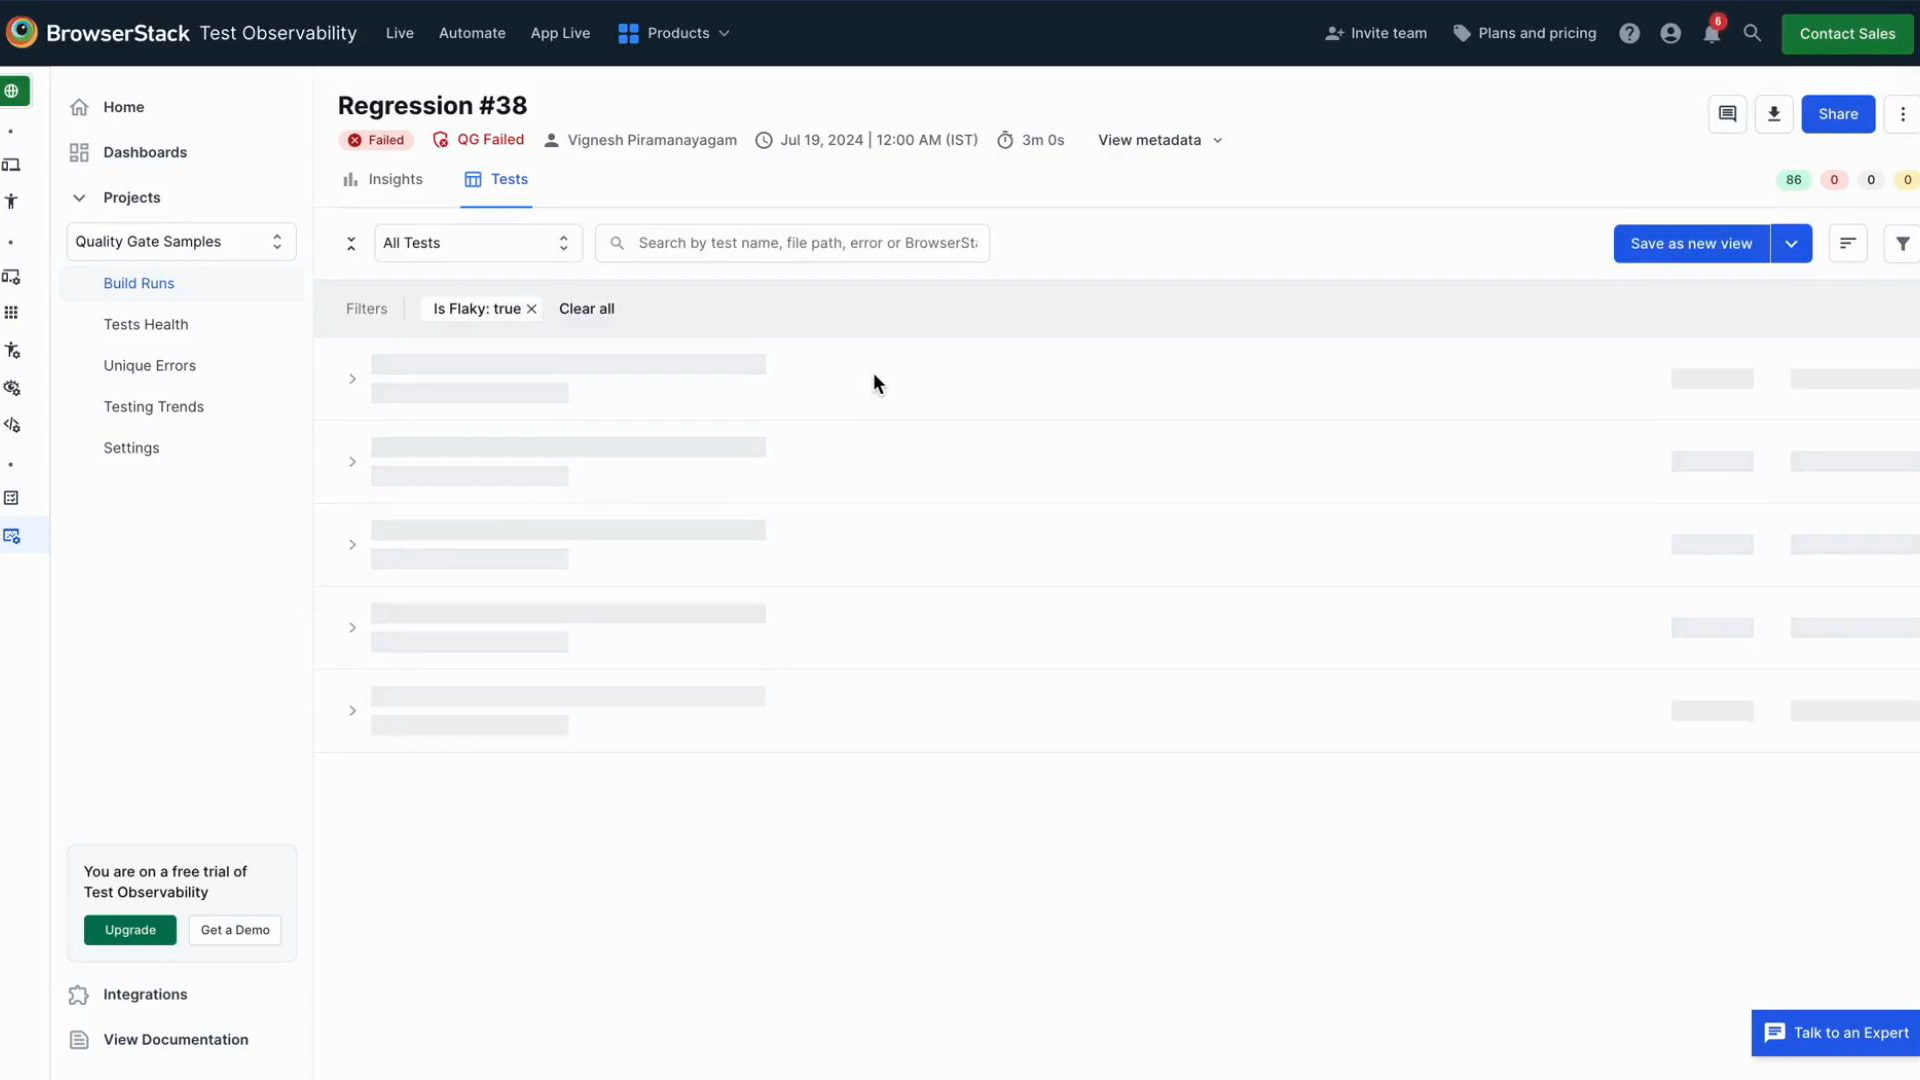 BrowserStack Test Observability Live Automate App Live Products Invite team Plans and pricing 6 Contact Sales
Home
Dashboards
Projects
Quality Gate Samples
Build Runs
Tests Health
Unique Errors
Testing Trends
Settings
You are on a free trial of
Test Observability
Upgrade Get a Demo
Integrations
View Documentation
Regression #38
Share
Failed QG Failed Vignesh Piramanayagam Jul 19, 2024 | 12:00 AM (IST) 3m 0s View metadata
Insights Tests 86 0 0 0
All Tests Search by test name, file path, error or BrowserSta Save as new view
Filters Is Flaky: true Clear all
Talk to an Expert